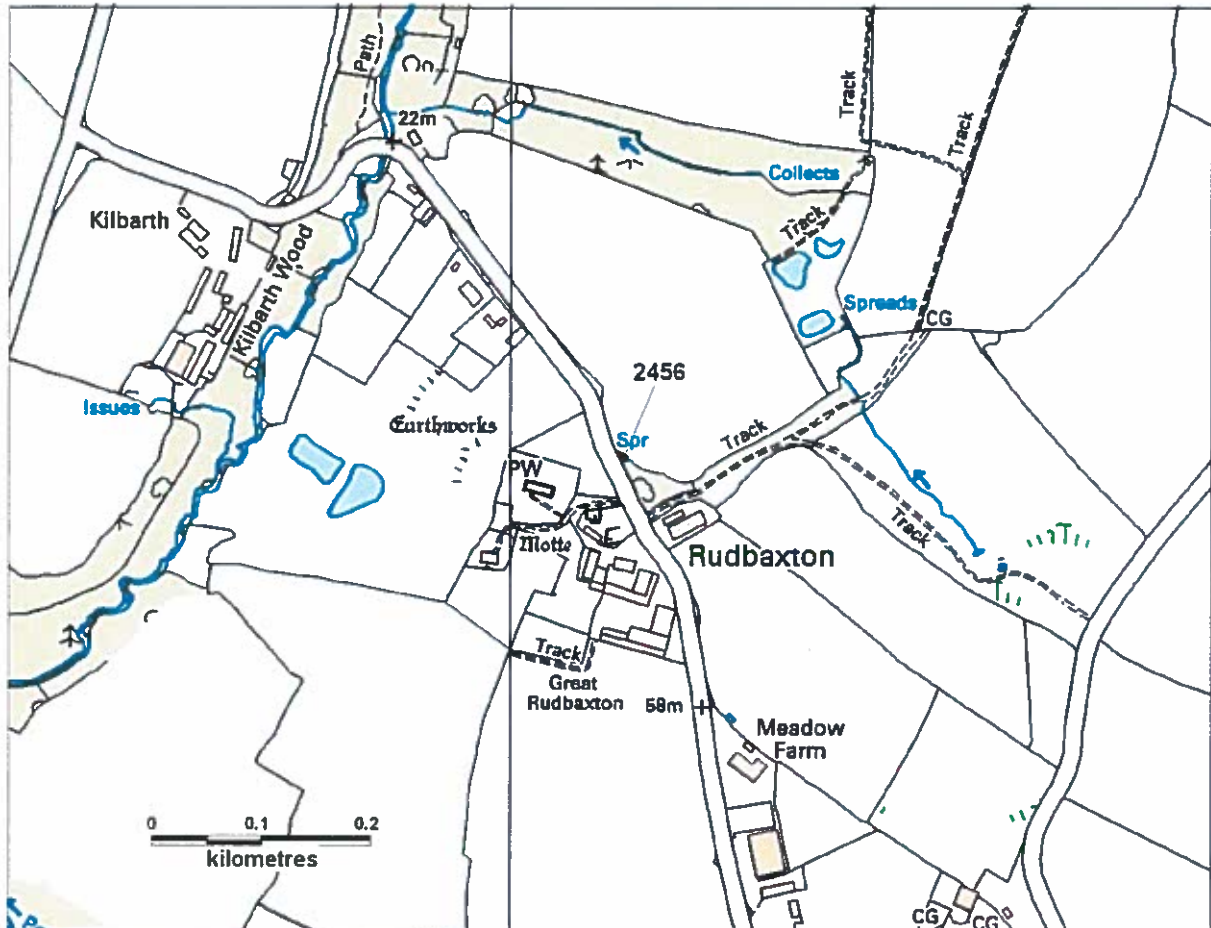 Path
22m
Track
Track
Collects
Kilbarth
Track
Kilbarth Wood
Spreads
CG
2456
Issues
Earthworks
Spr
Track
PW
Track
Motte
Rudbaxton
Track
Great
Rudbaxton
58m
Meadow
Farm
0 0.1 0.2
kilometres
CG
CG